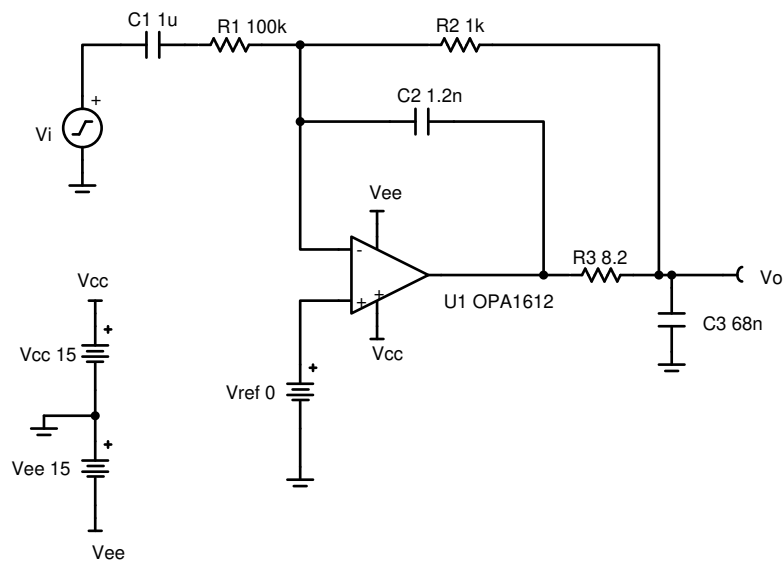 C1 1u
R1 100k
R2 1k
C2 1.2n
+
Vi
Vee
-
+
+
U1 OPA1612
Vcc
R3 8.2
Vo
C3 68n
Vcc
+
Vcc 15
+
Vee 15
Vee
+
Vref 0